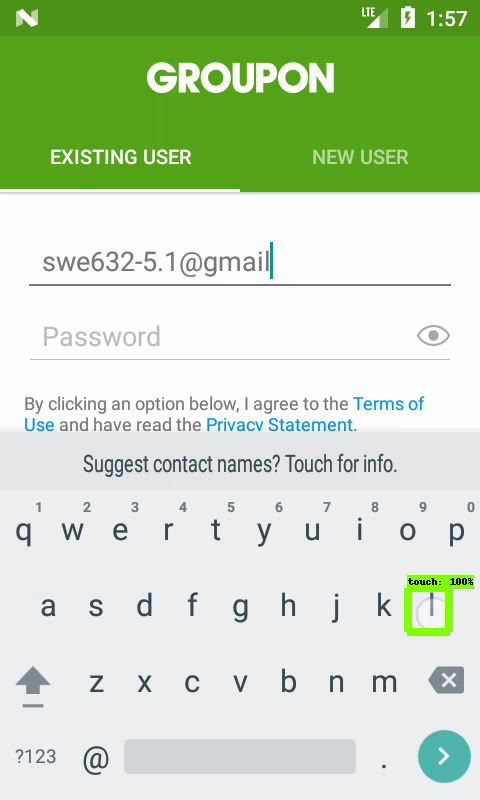 LTE 1:57
GROUPON
EXISTING USER NEW USER
swe632-5.1@gmail
Password
By clicking an option below, I agree to the Terms of
Use and have read the Privacy Statement.
Suggest contact names? Touch for info.
1 2 3 4 5 6 7 8 9 0
q w e r t y u i o p
touch: 100%
a s d f g h j k l
z x c v b n m
?123 @ .